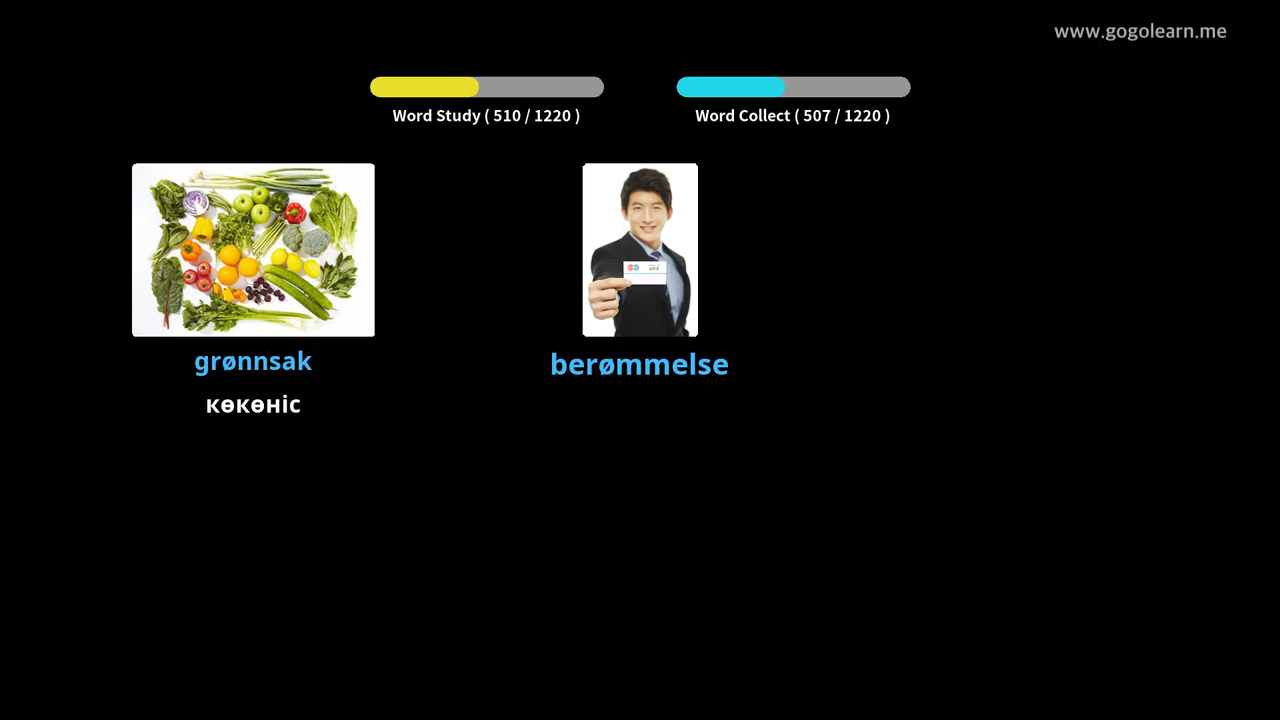 www.gogolearn.me
Word Study ( 510 / 1220 )
Word Collect ( 507 / 1220 )
grønnsak
көкөніс
berømmelse